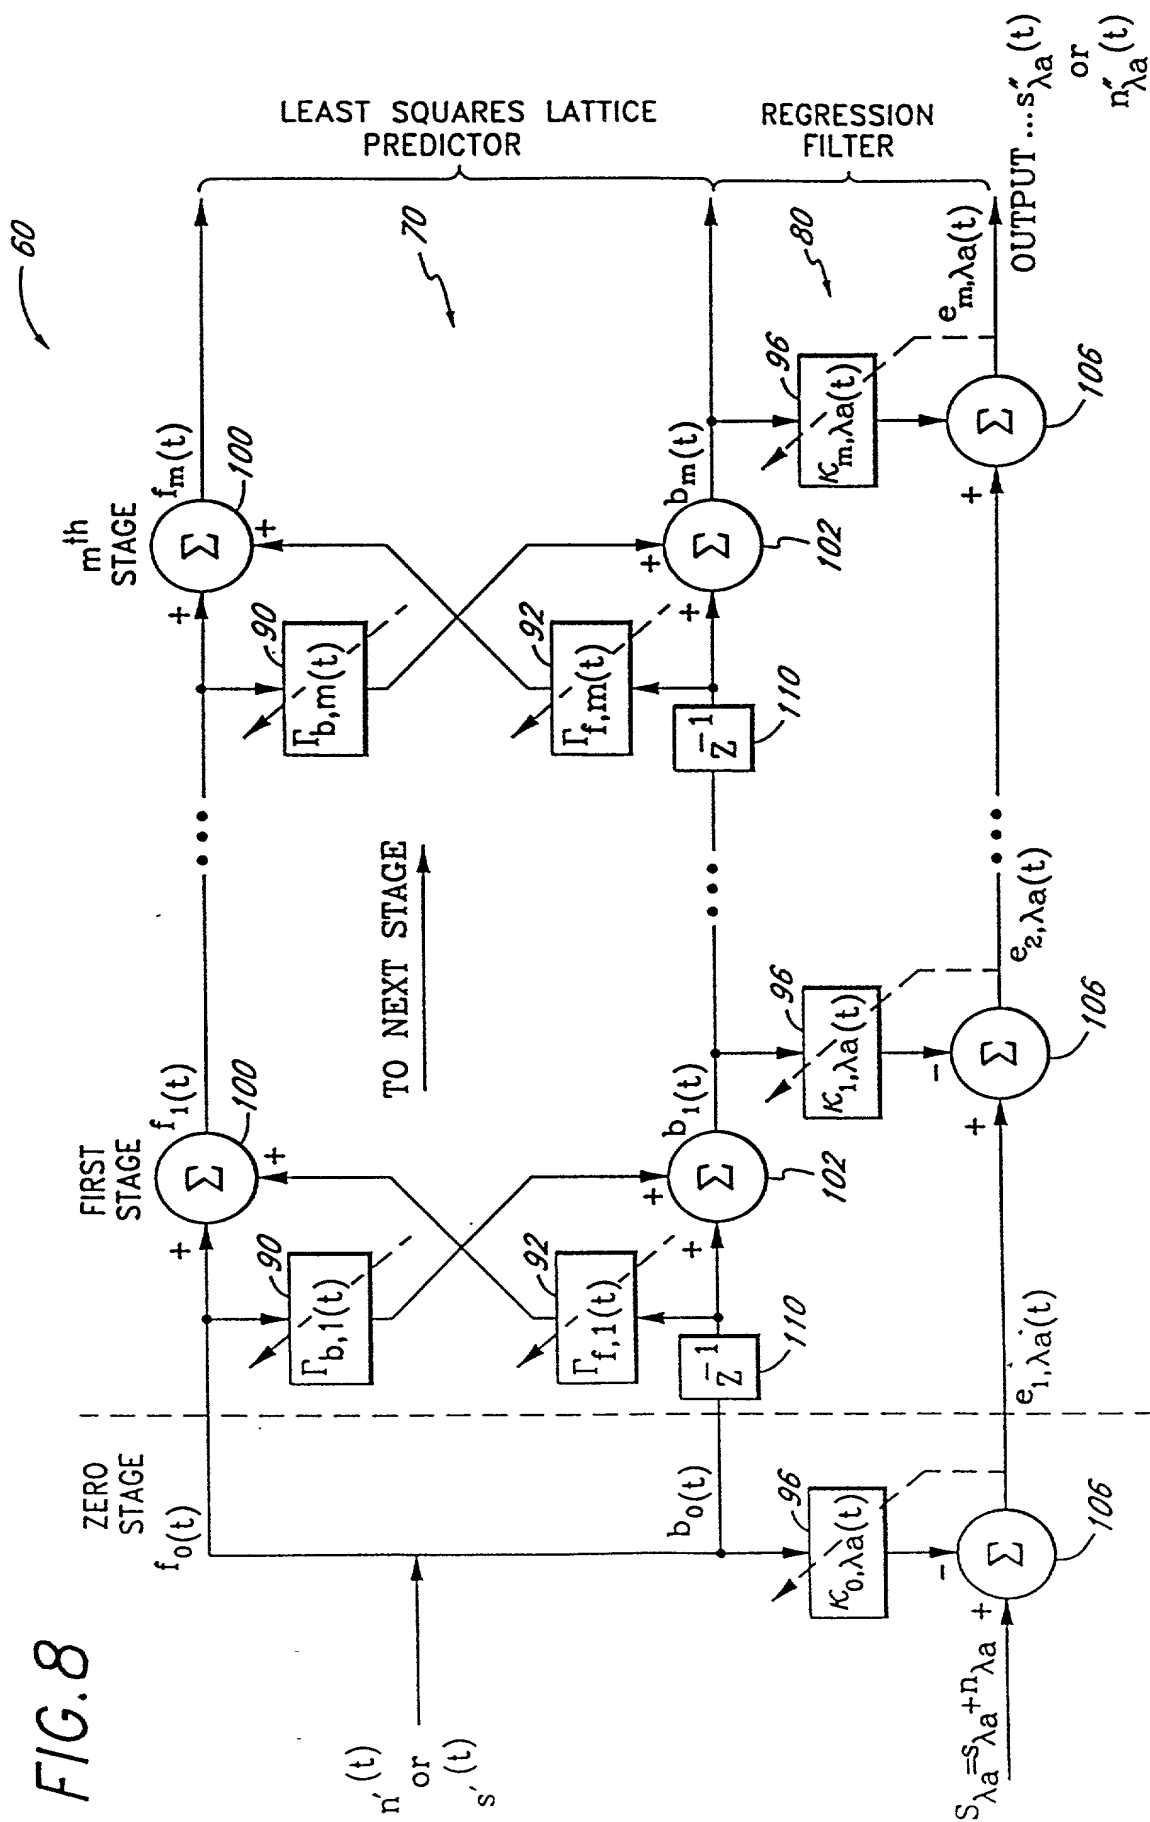 FIG. 8
60
LEAST SQUARES LATTICE
PREDICTOR
REGRESSION
FILTER
70
80
ZERO
STAGE
FIRST
STAGE
mth
STAGE
f0(t)
f1(t)
fm(t)
100
100
+
+
+
+
Σ
Σ
90
90
Γb,1(t)
Γb,m(t)
TO NEXT STAGE
92
92
Γf,1(t)
Γf,m(t)
n′(t)
or
s′(t)
b0(t)
b1(t)
bm(t)
z−1
z−1
110
110
+
+
+
+
Σ
Σ
102
102
96
96
96
κ0,λa(t)
κ1,λa(t)
κm,λa(t)
Sλa=sλa+nλa
+
−
+
−
+
Σ
Σ
Σ
106
106
106
e1,λa(t)
e2,λa(t)
em,λa(t)
OUTPUT ... s″λa(t)
or
n″λa(t)